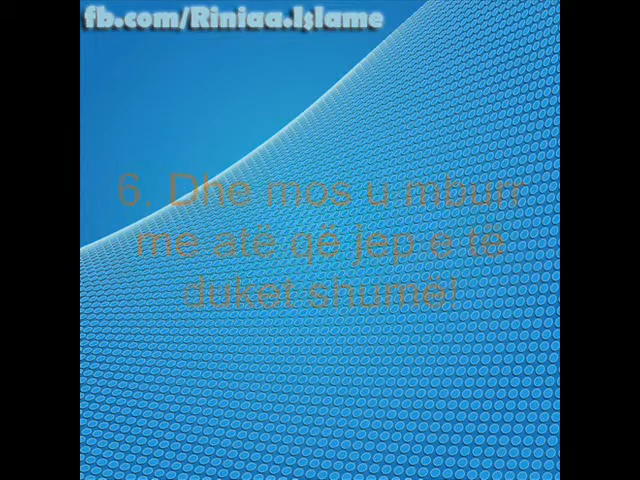 fb.com/Riniaa.Islame
6. Dhe mos u mburr
me atë që jep e të
duket shumë!